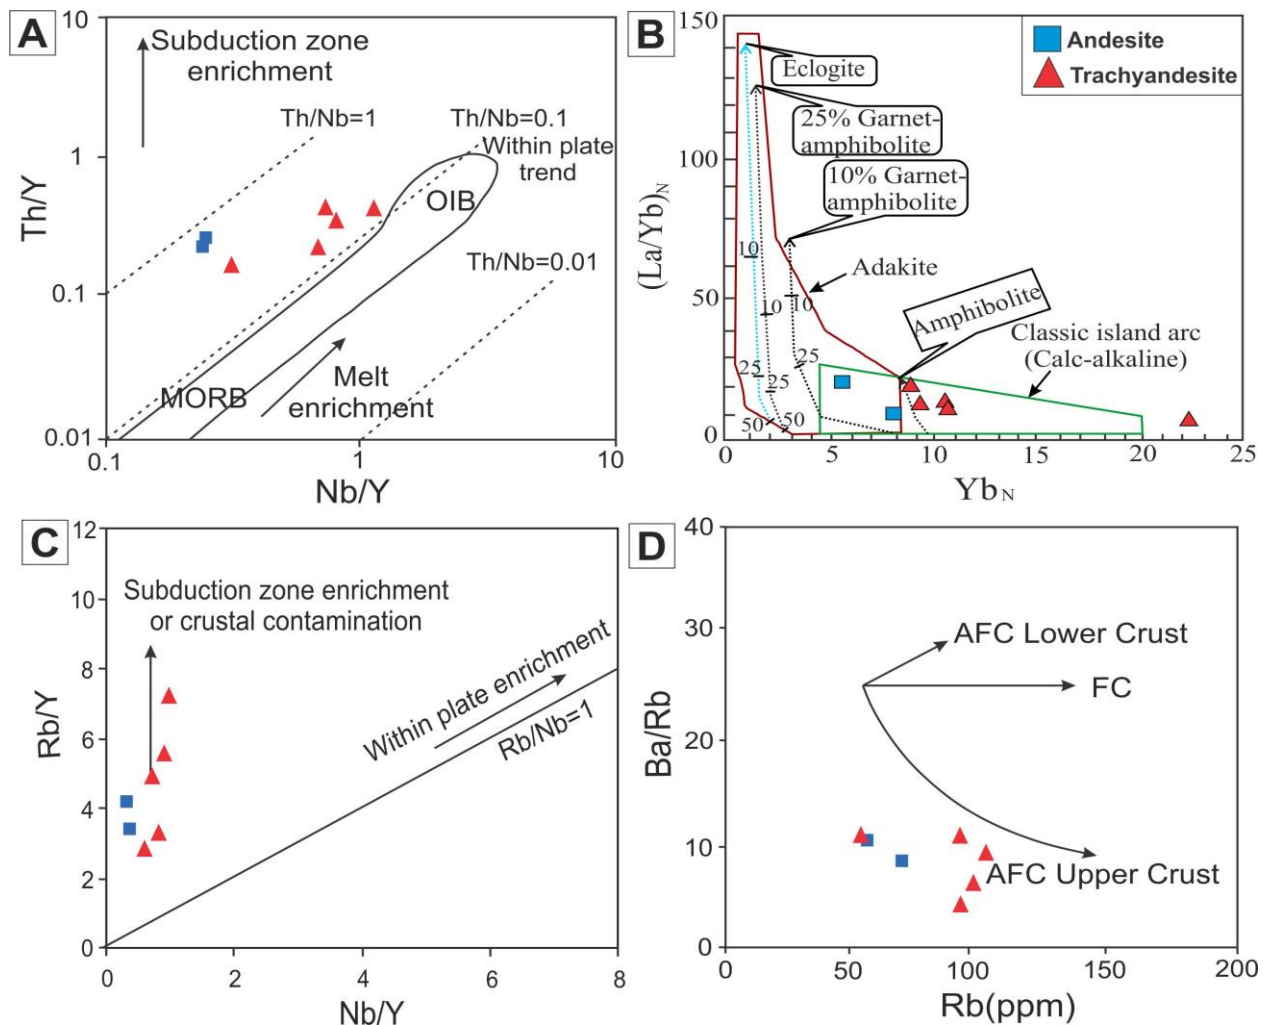 A
10
1
0.1
0.01
0.1
1
10
Th/Y
Nb/Y
Subduction zone
enrichment
Th/Nb=1
Th/Nb=0.1
Within plate
trend
OIB
Th/Nb=0.01
MORB
Melt
enrichment
B
150
100
50
0
0
5
10
15
20
25
(La/Yb)N
YbN
Andesite
Trachyandesite
Eclogite
25% Garnet-
amphibolite
10% Garnet-
amphibolite
Adakite
Amphibolite
Classic island arc
(Calc-alkaline)
10
10
10
25
25
25
50
50
C
12
10
8
6
4
2
0
0
2
4
6
8
Rb/Y
Nb/Y
Subduction zone enrichment
or crustal contamination
Within plate enrichment
Rb/Nb=1
D
40
30
20
10
0
0
50
100
150
200
Ba/Rb
Rb(ppm)
AFC Lower Crust
FC
AFC Upper Crust